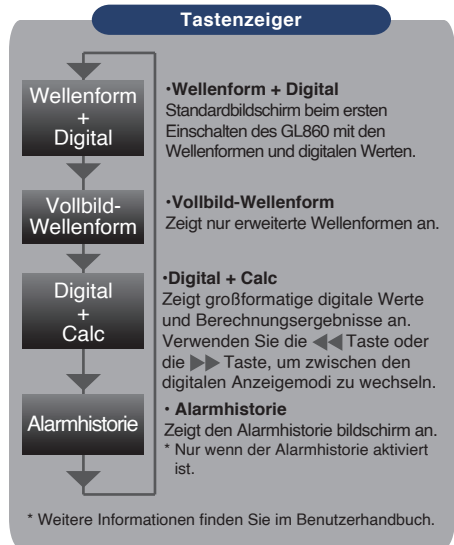 Tastenzeiger
Wellenform
+
Digital
·Wellenform + Digital
Standardbildschirm beim ersten
Einschalten des GL860 mit den
Wellenformen und digitalen Werten.
Vollbild-
Wellenform
·Vollbild-Wellenform
Zeigt nur erweiterte Wellenformen an.
Digital
+
Calc
·Digital + Calc
Zeigt großformatige digitale Werte
und Berechnungsergebnisse an.
Verwenden Sie die ◀◀ Taste oder
die ▶▶ Taste, um zwischen den
digitalen Anzeigemodi zu wechseln.
Alarmhistorie
· Alarmhistorie
Zeigt den Alarmhistorie bildschirm an.
* Nur wenn der Alarmhistorie aktiviert
ist.
* Weitere Informationen finden Sie im Benutzerhandbuch.